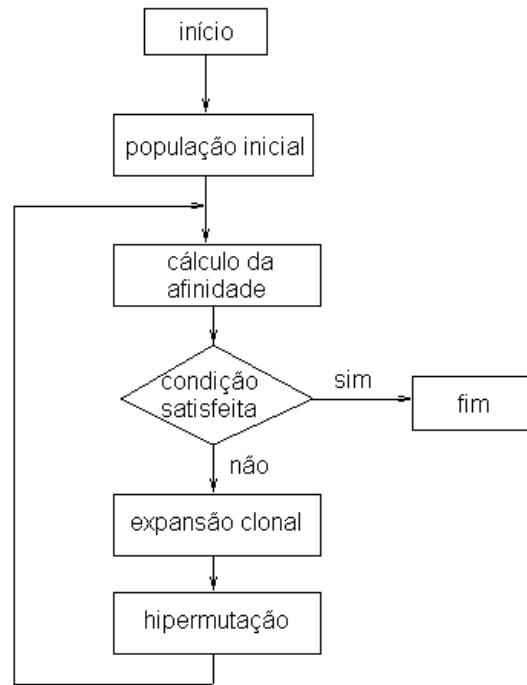 início
população inicial
cálculo da
afinidade
condição
satisfeita
sim
fim
não
expansão clonal
hipermutação